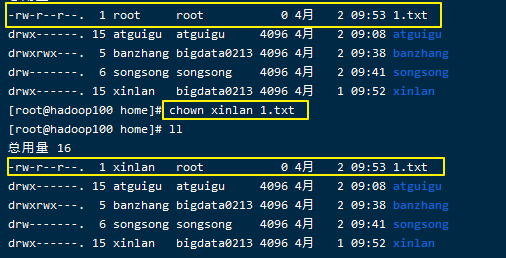 -rw-r--r--. 1 root root 0 4月 2 09:53 1.txt
drwx------. 15 atguigu atguigu 4096 4月 2 09:08 atguigu
drwxrwx---. 5 banzhang bigdata0213 4096 4月 2 09:38 banzhang
drw-------. 6 songsong songsong 4096 4月 2 09:41 songsong
drwx------. 15 xinlan bigdata0213 4096 4月 1 09:52 xinlan
[root@hadoop100 home]# chown xinlan 1.txt
[root@hadoop100 home]# ll
总用量 16
-rw-r--r--. 1 xinlan root 0 4月 2 09:53 1.txt
drwx------. 15 atguigu atguigu 4096 4月 2 09:08 atguigu
drwxrwx---. 5 banzhang bigdata0213 4096 4月 2 09:38 banzhang
drw-------. 6 songsong songsong 4096 4月 2 09:41 songsong
drwx------. 15 xinlan bigdata0213 4096 4月 1 09:52 xinlan